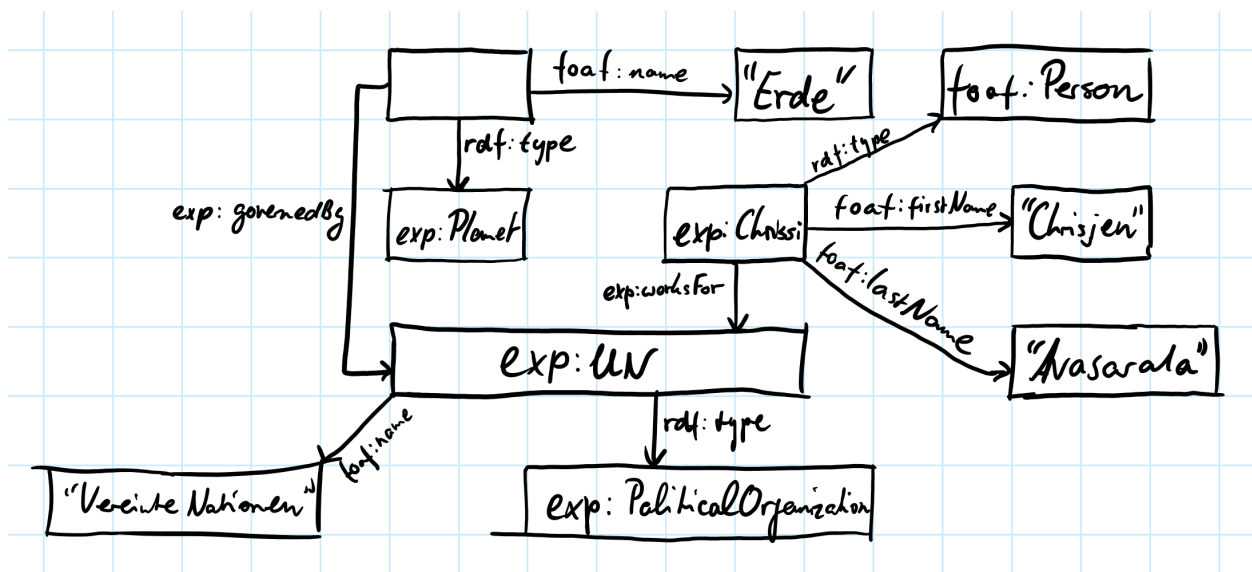 foaf:name
"Erde"
foaf:Person
rdf:type
rdf:type
exp:governedBy
exp:Planet
exp:Chrissi
foaf:firstName
"Chrisjen"
exp:worksFor
foaf:lastName
exp:UN
"Avasarala"
foaf:name
rdf:type
"Vereinte Nationen"
exp:PoliticalOrganization